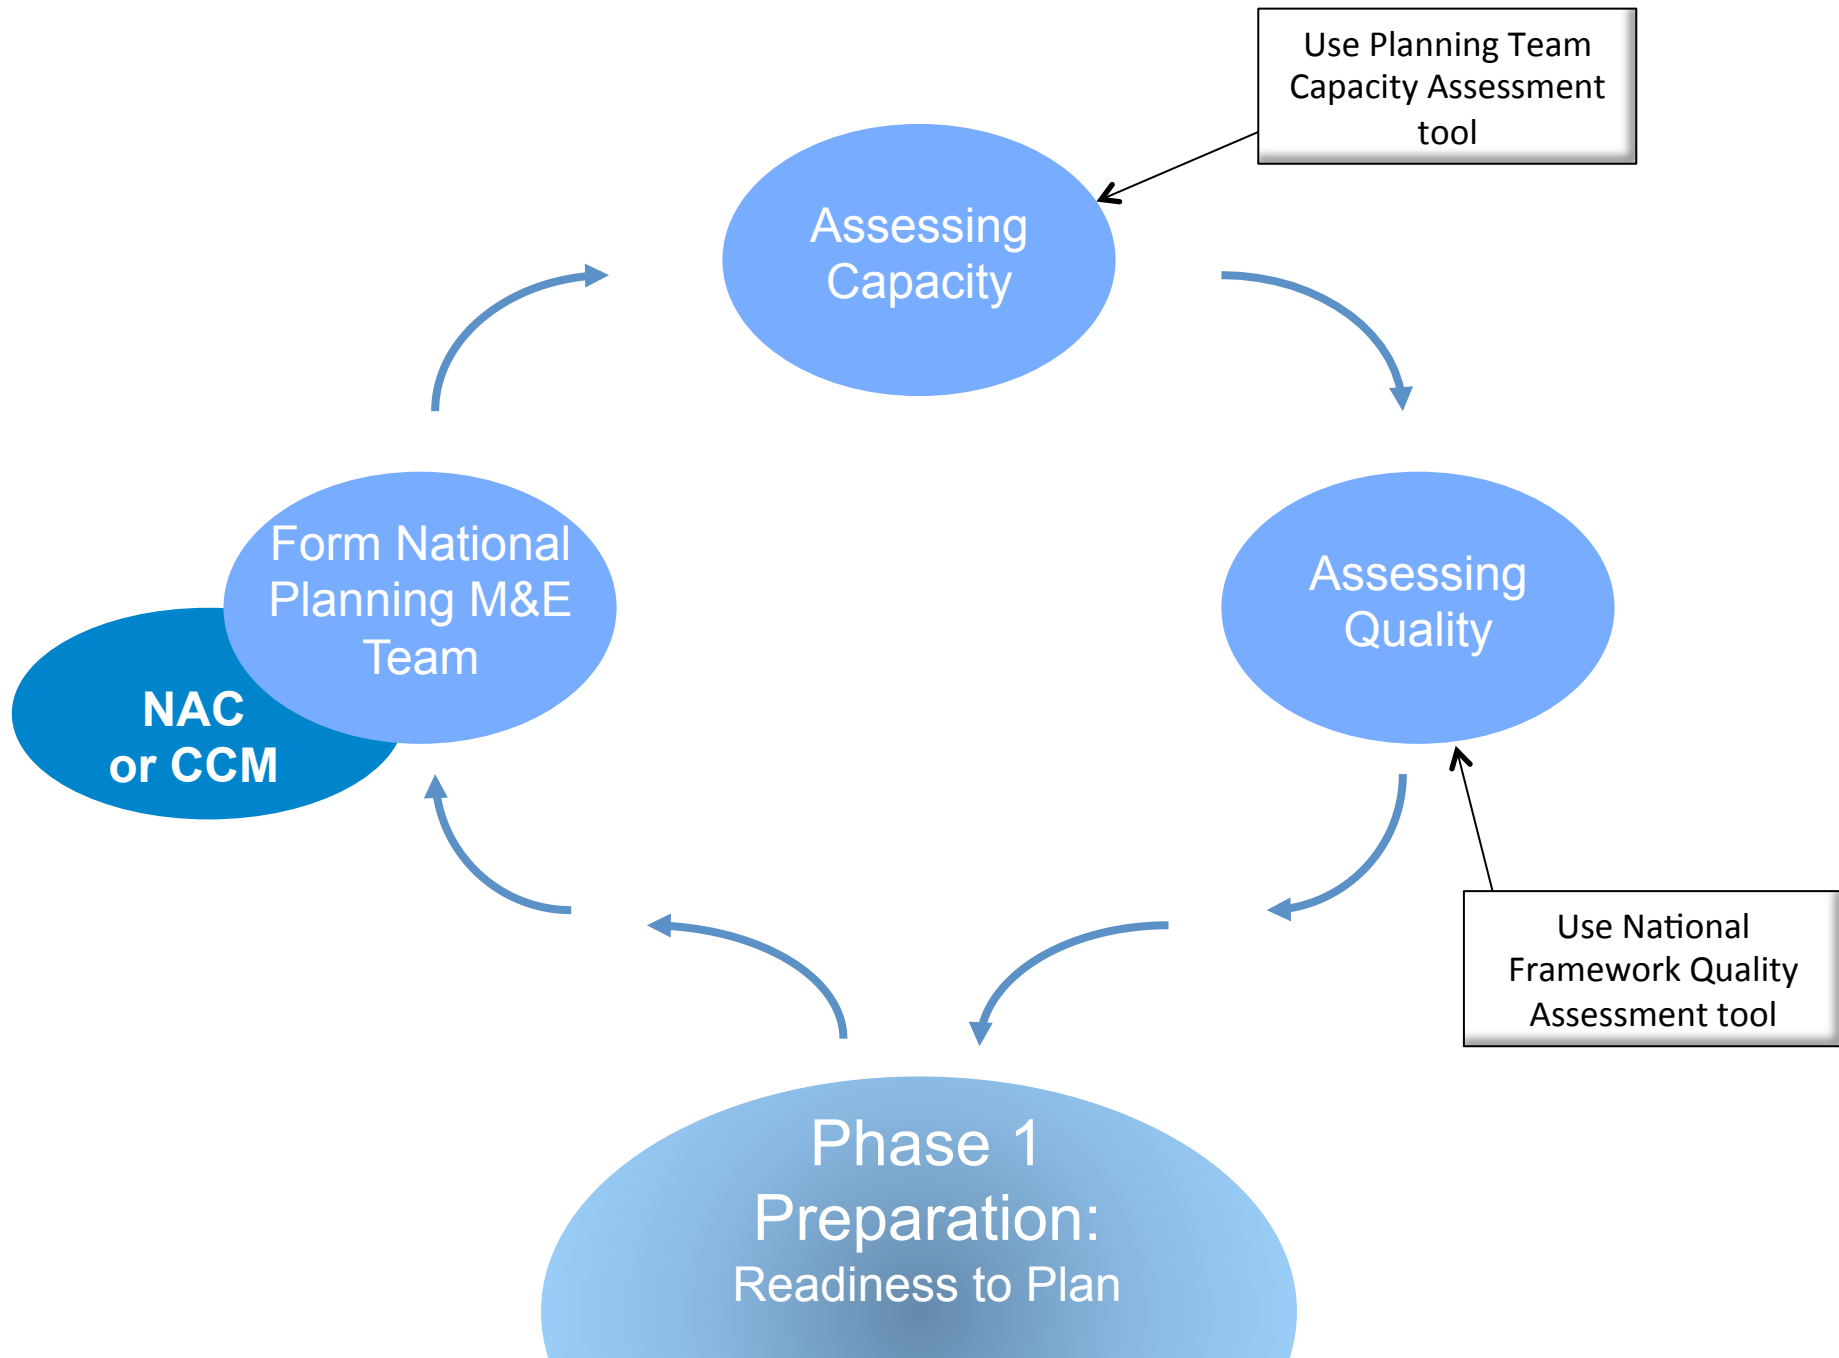 Use Planning Team
Capacity Assessment
tool
Assessing
Capacity
Form National
Planning M&E
Team
NAC
or CCM
Assessing
Quality
Use National
Framework Quality
Assessment tool
Phase 1
Preparation:
Readiness to Plan